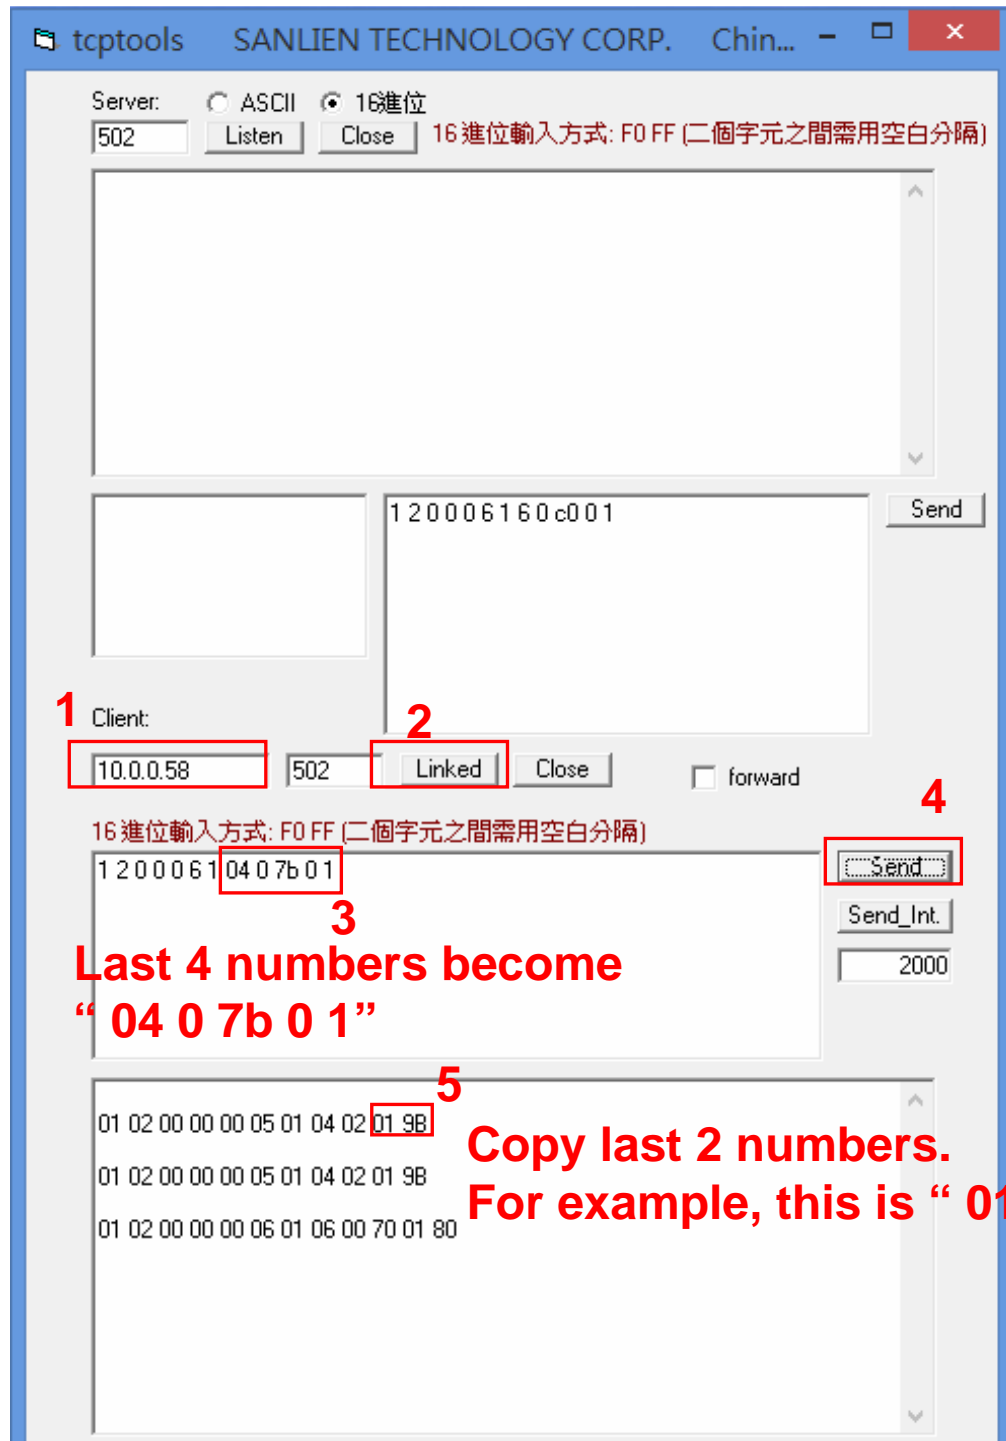 tcptools SANLIEN TECHNOLOGY CORP. Chin...
Server: ASCII 16進位
502 Listen Close 16進位輸入方式: F0 FF (二個字元之間需用空白分隔)
1 2 0 0 0 6 1 6 0 c0 0 1
Send
1 Client: 2
10.0.0.58 502 Linked Close forward
4
16進位輸入方式: F0 FF (二個字元之間需用空白分隔)
1 2 0 0 0 6 1 04 0 7b 0 1
Send
3
Send_Int.
Last 4 numbers become
2000
“ 04 0 7b 0 1”
5
01 02 00 00 00 05 01 04 02 01 9B
Copy last 2 numbers.
01 02 00 00 00 05 01 04 02 01 9B
For example, this is “ 01
01 02 00 00 00 06 01 06 00 70 01 80